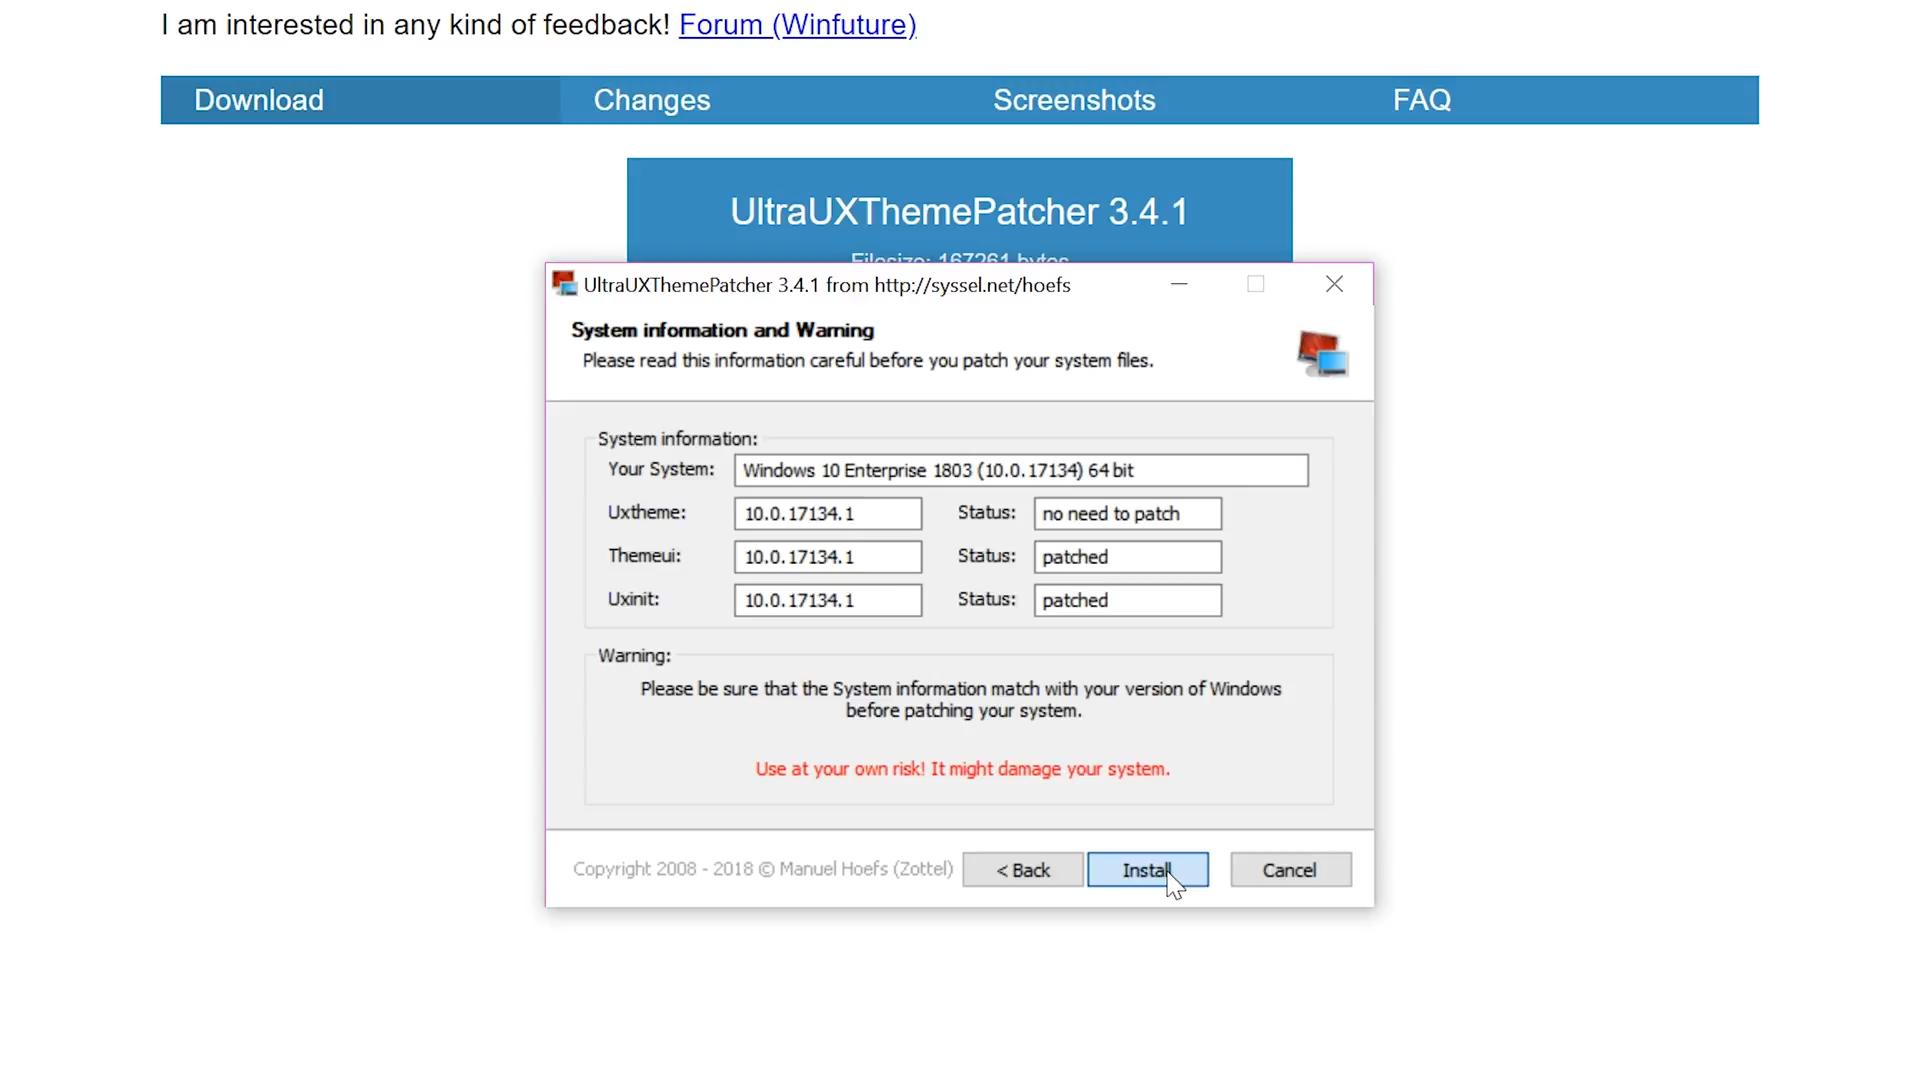 I am interested in any kind of feedback! Forum (Winfuture)
Download Changes Screenshots FAQ
UltraUXThemePatcher 3.4.1
Filesize: 167261 bytes
UltraUXThemePatcher 3.4.1 from http://syssel.net/hoefs
System information and Warning
Please read this information careful before you patch your system files.
System information:
Your System: Windows 10 Enterprise 1803 (10.0.17134) 64 bit
Uxtheme: 10.0.17134.1 Status: no need to patch
Themeui: 10.0.17134.1 Status: patched
Uxinit: 10.0.17134.1 Status: patched
Warning:
Please be sure that the System information match with your version of Windows
before patching your system.
Use at your own risk! It might damage your system.
Copyright 2008 - 2018 © Manuel Hoefs (Zottel) < Back Install Cancel